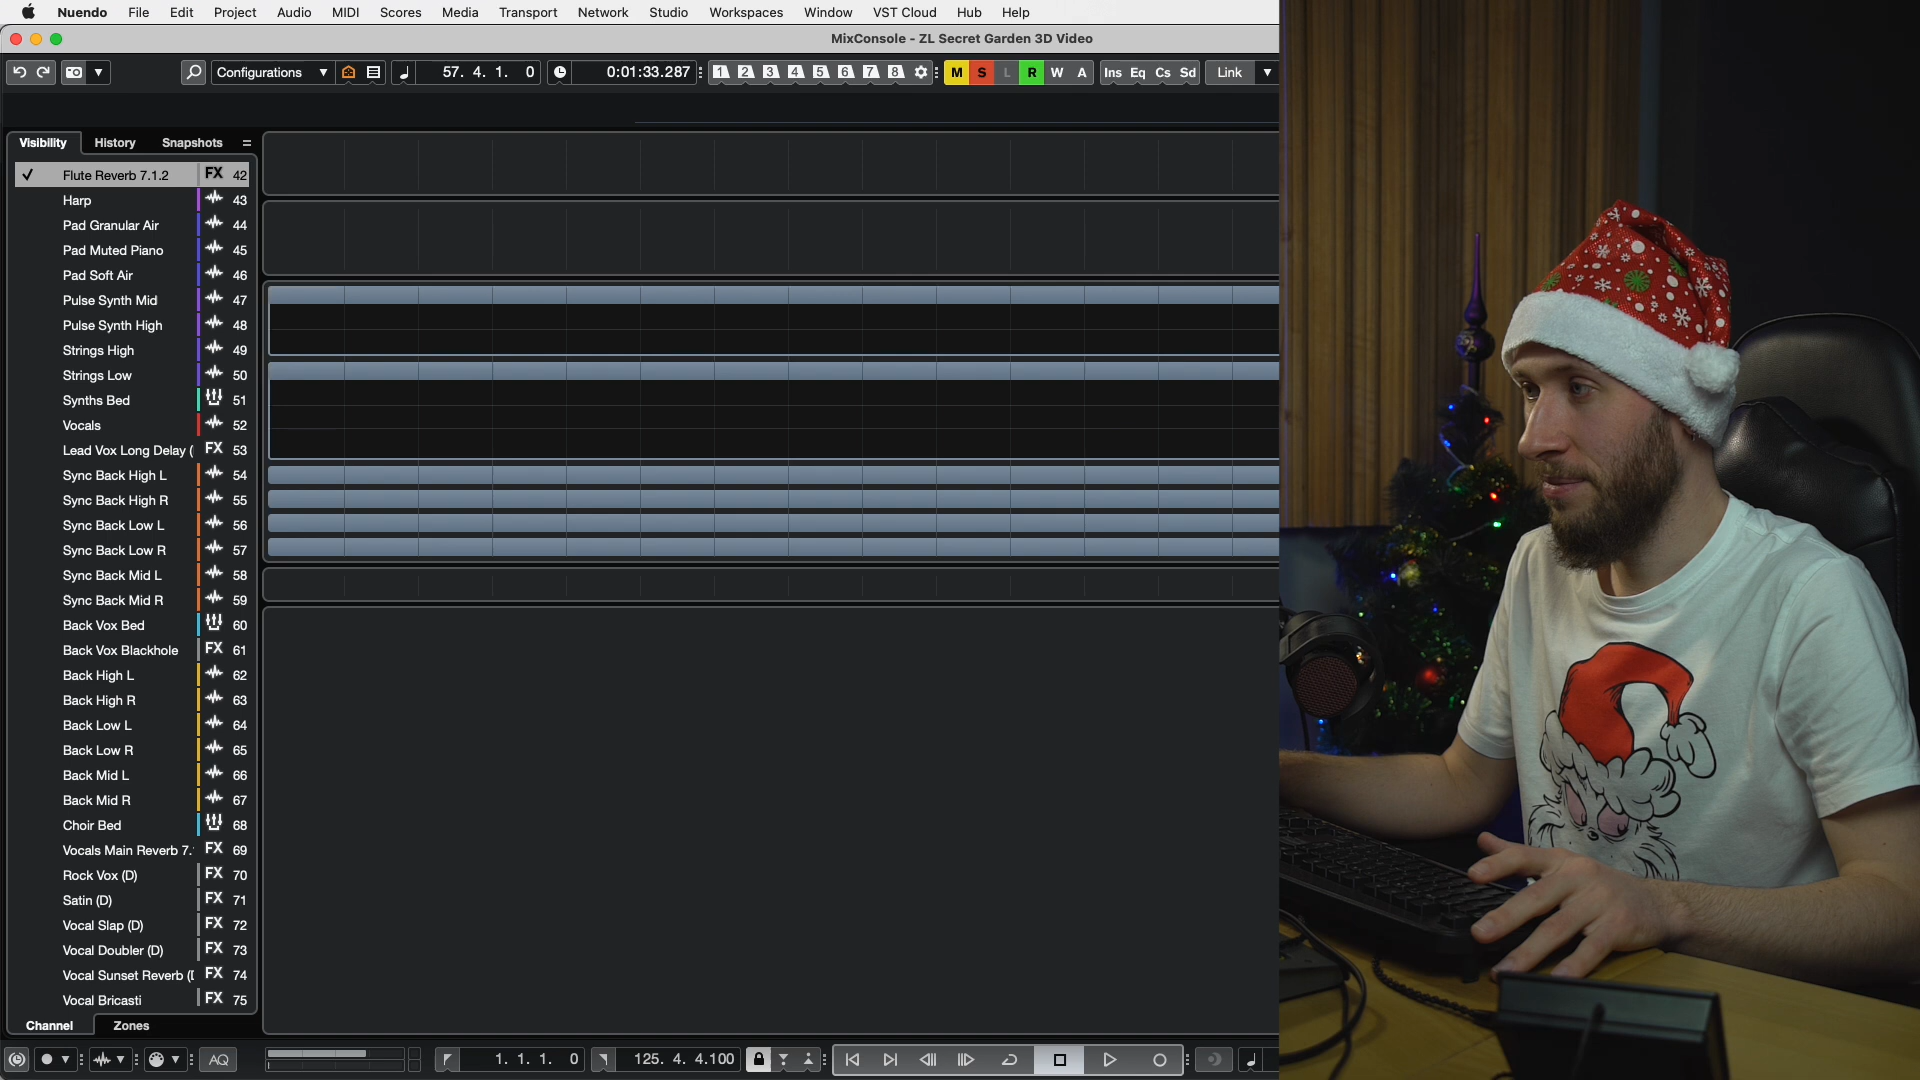 Nuendo File Edit Project Audio MIDI Scores Media Transport Network Studio Workspaces Window VST Cloud Hub Help
MixConsole - ZL Secret Garden 3D Video
Configurations 57. 4. 1. 0 0:01:33.287 1 2 3 4 5 6 7 8 M S L R W A Ins Eq Cs Sd Link
Visibility History Snapshots
Flute Reverb 7.1.2 FX 42
Harp 43
Pad Granular Air 44
Pad Muted Piano 45
Pad Soft Air 46
Pulse Synth Mid 47
Pulse Synth High 48
Strings High 49
Strings Low 50
Synths Bed 51
Vocals 52
Lead Vox Long Delay ( FX 53
Sync Back High L 54
Sync Back High R 55
Sync Back Low L 56
Sync Back Low R 57
Sync Back Mid L 58
Sync Back Mid R 59
Back Vox Bed 60
Back Vox Blackhole FX 61
Back High L 62
Back High R 63
Back Low L 64
Back Low R 65
Back Mid L 66
Back Mid R 67
Choir Bed 68
Vocals Main Reverb 7. FX 69
Rock Vox (D) FX 70
Satin (D) FX 71
Vocal Slap (D) FX 72
Vocal Doubler (D) FX 73
Vocal Sunset Reverb ( FX 74
Vocal Bricasti FX 75
Channel Zones
AQ 1. 1. 1. 0 125. 4. 4.100